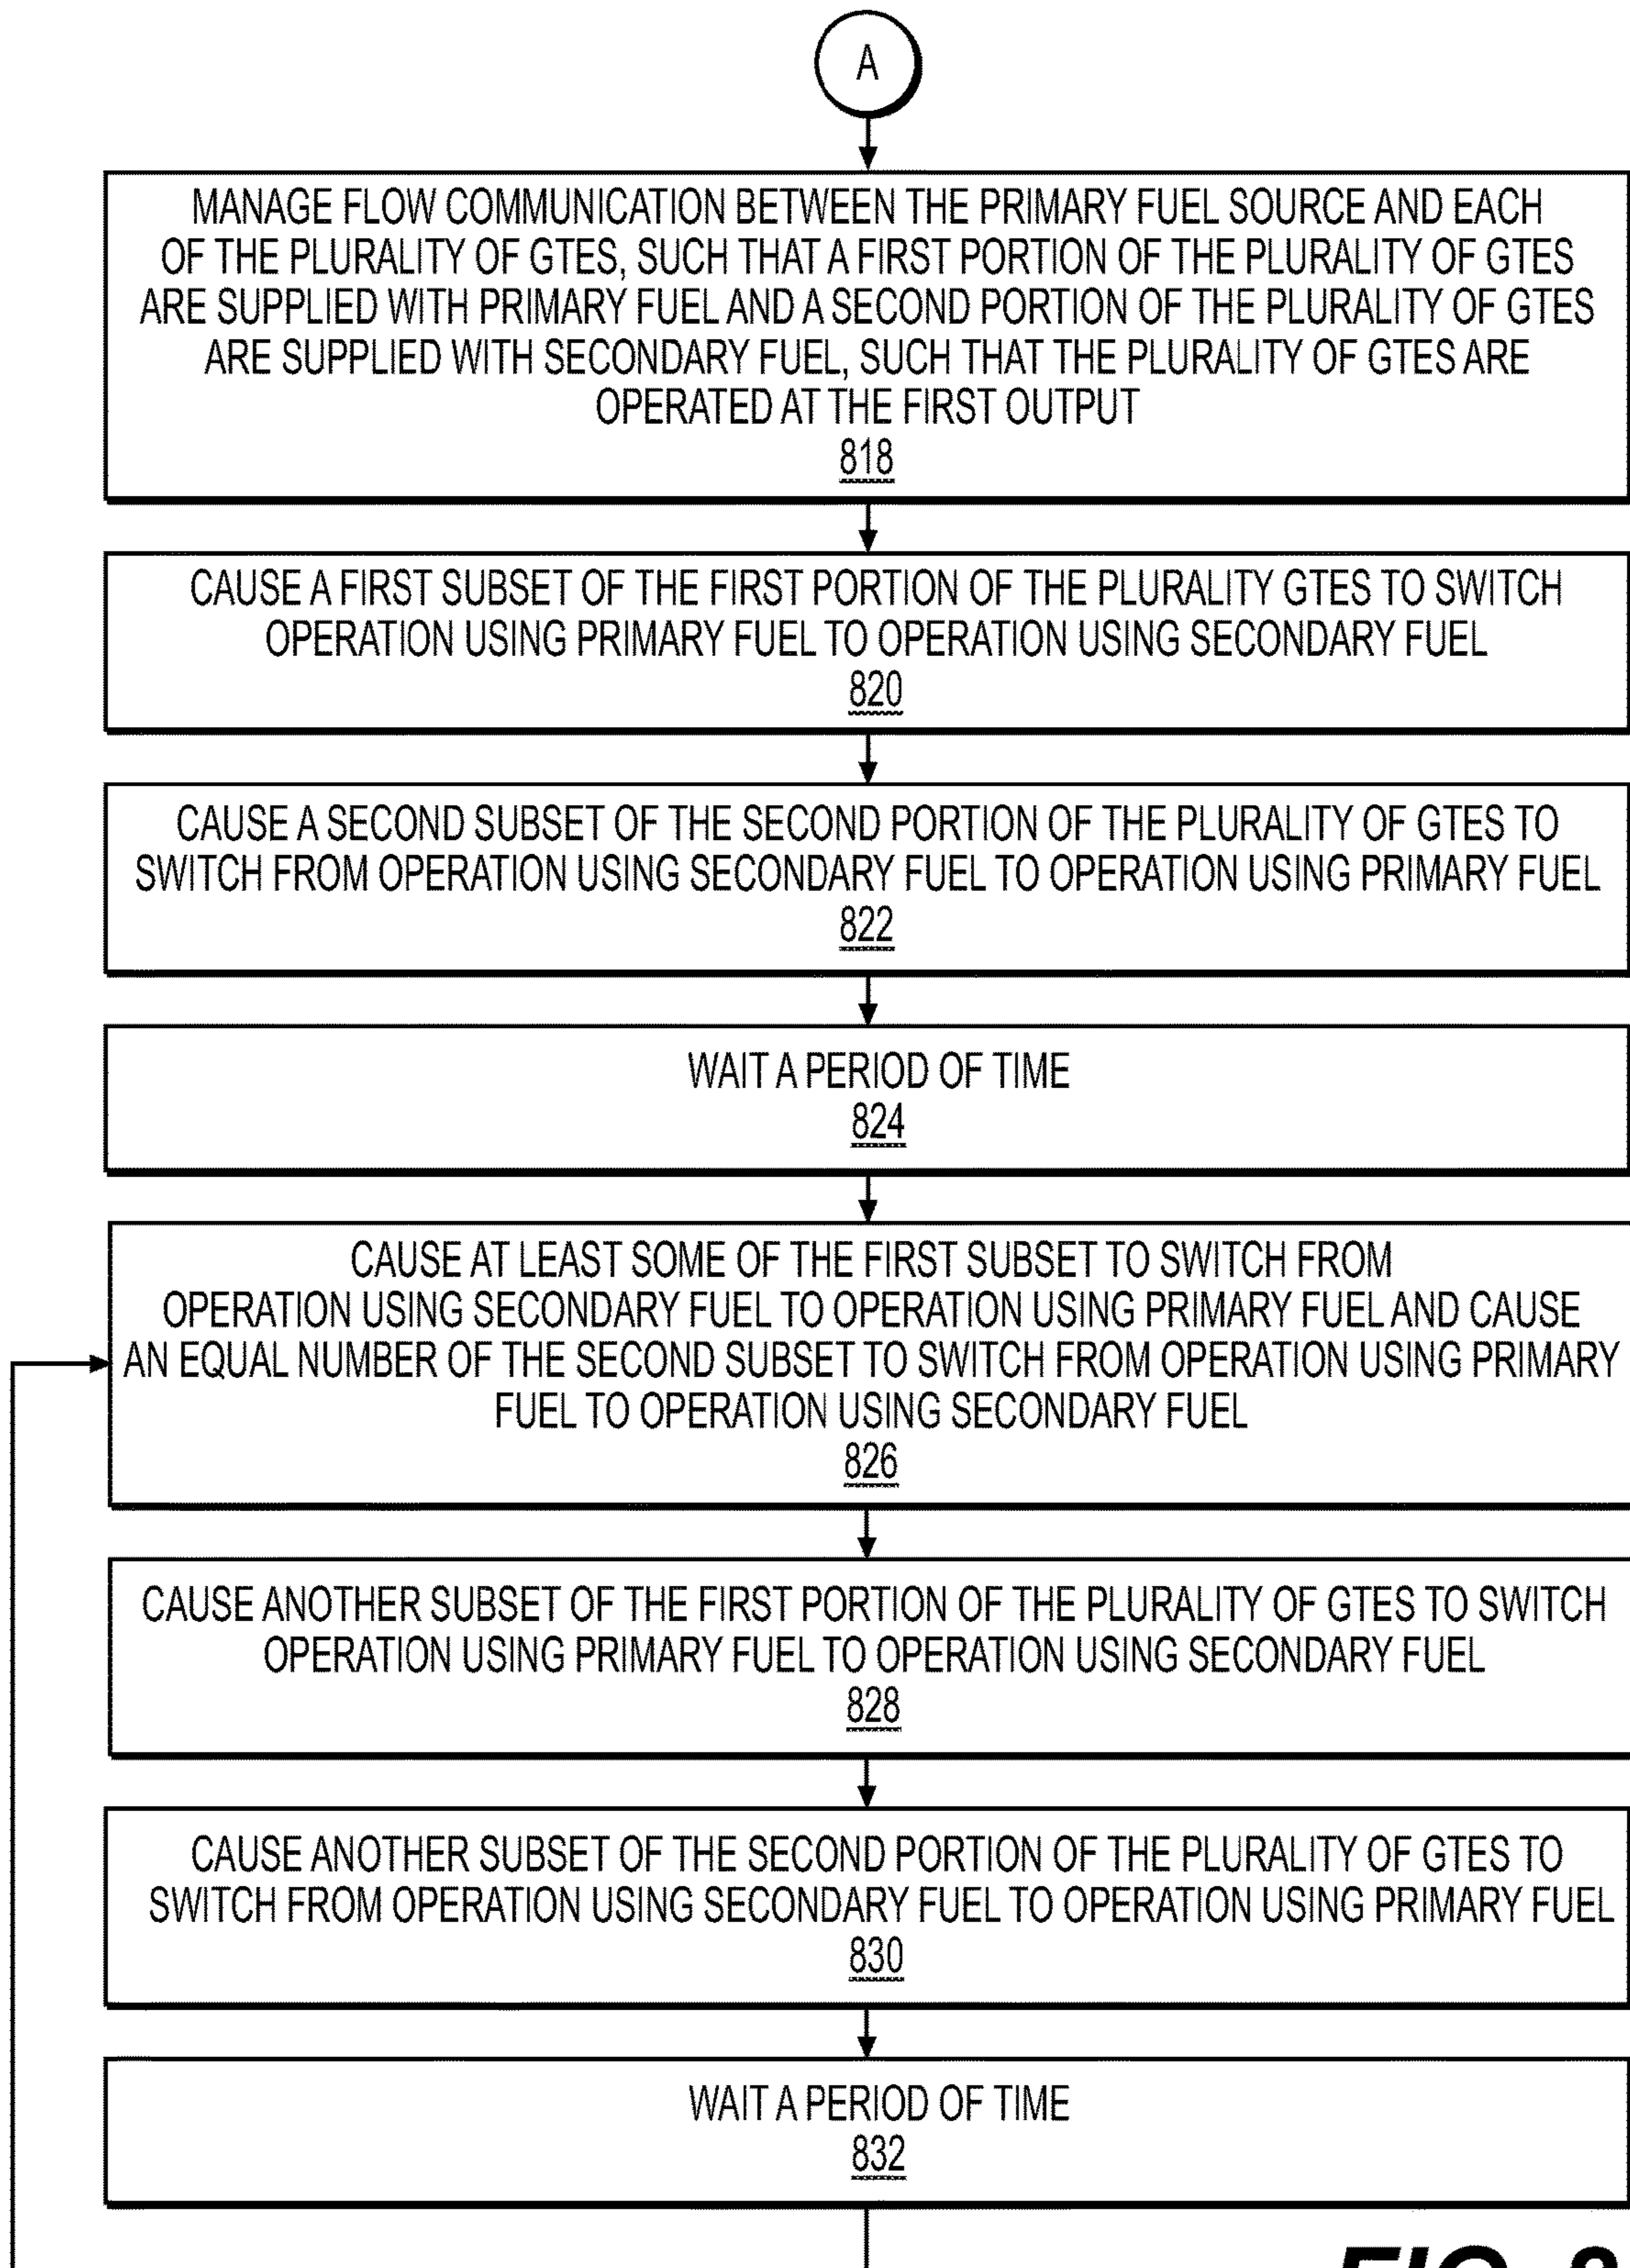 A
MANAGE FLOW COMMUNICATION BETWEEN THE PRIMARY FUEL SOURCE AND EACH
OF THE PLURALITY OF GTES, SUCH THAT A FIRST PORTION OF THE PLURALITY OF GTES
ARE SUPPLIED WITH PRIMARY FUEL AND A SECOND PORTION OF THE PLURALITY OF GTES
ARE SUPPLIED WITH SECONDARY FUEL, SUCH THAT THE PLURALITY OF GTES ARE
OPERATED AT THE FIRST OUTPUT
818
CAUSE A FIRST SUBSET OF THE FIRST PORTION OF THE PLURALITY GTES TO SWITCH
OPERATION USING PRIMARY FUEL TO OPERATION USING SECONDARY FUEL
820
CAUSE A SECOND SUBSET OF THE SECOND PORTION OF THE PLURALITY OF GTES TO
SWITCH FROM OPERATION USING SECONDARY FUEL TO OPERATION USING PRIMARY FUEL
822
WAIT A PERIOD OF TIME
824
CAUSE AT LEAST SOME OF THE FIRST SUBSET TO SWITCH FROM
OPERATION USING SECONDARY FUEL TO OPERATION USING PRIMARY FUEL AND CAUSE
AN EQUAL NUMBER OF THE SECOND SUBSET TO SWITCH FROM OPERATION USING PRIMARY
FUEL TO OPERATION USING SECONDARY FUEL
826
CAUSE ANOTHER SUBSET OF THE FIRST PORTION OF THE PLURALITY OF GTES TO SWITCH
OPERATION USING PRIMARY FUEL TO OPERATION USING SECONDARY FUEL
828
CAUSE ANOTHER SUBSET OF THE SECOND PORTION OF THE PLURALITY OF GTES TO
SWITCH FROM OPERATION USING SECONDARY FUEL TO OPERATION USING PRIMARY FUEL
830
WAIT A PERIOD OF TIME
832